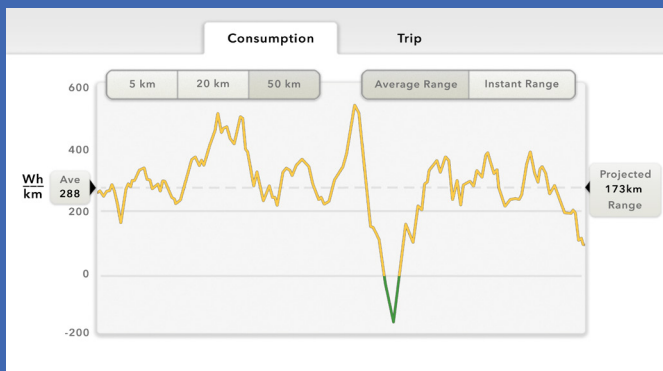 Consumption
Trip
5 km
20 km
50 km
Average Range
Instant Range
600
400
200
0
-200
Wh
km
Ave
288
Projected
173km
Range